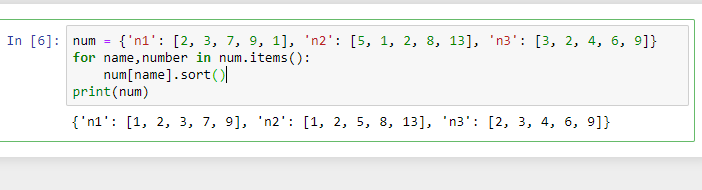 In [6]: num = {'n1': [2, 3, 7, 9, 1], 'n2': [5, 1, 2, 8, 13], 'n3': [3, 2, 4, 6, 9]}
for name,number in num.items():
    num[name].sort()
print(num)
{'n1': [1, 2, 3, 7, 9], 'n2': [1, 2, 5, 8, 13], 'n3': [2, 3, 4, 6, 9]}